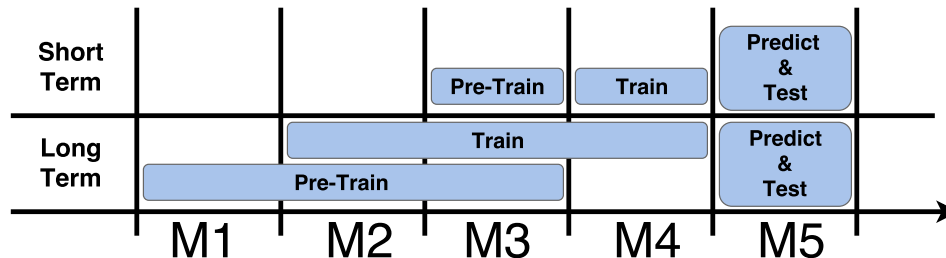 Short
Term
Pre-Train
Train
Predict
&
Test
Long
Term
Train
Pre-Train
Predict
&
Test
M1 M2 M3 M4 M5